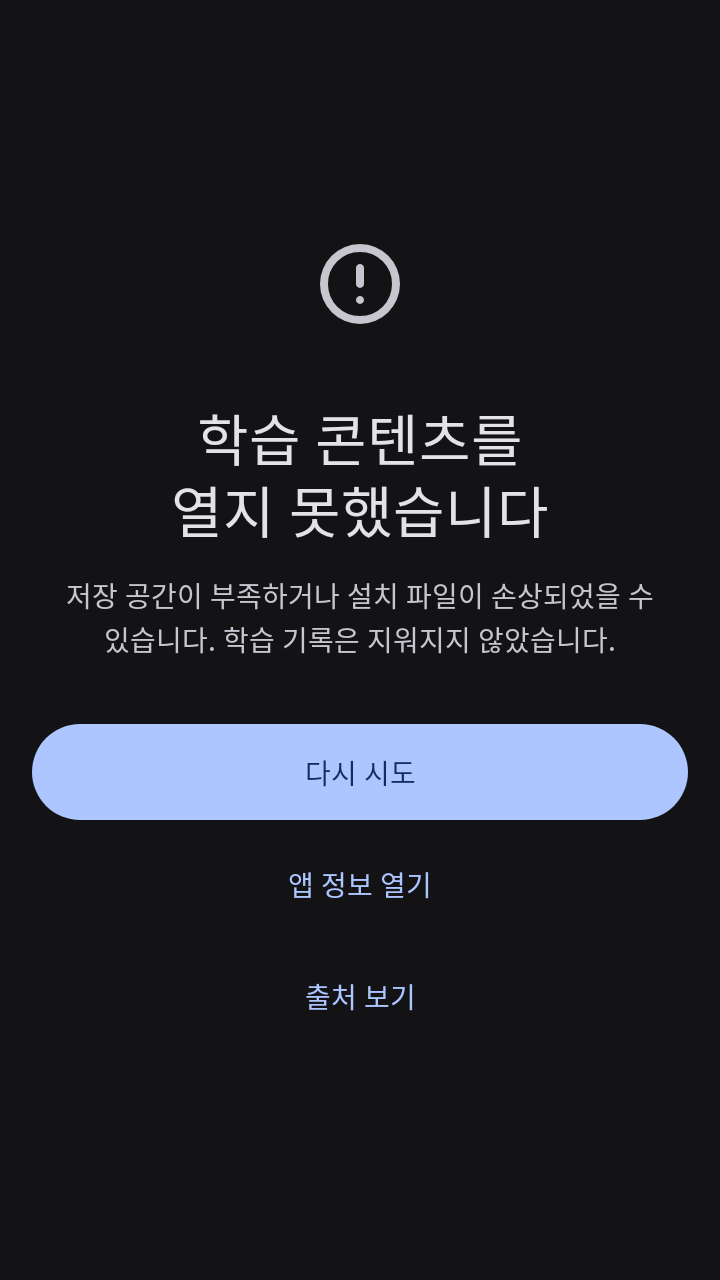 학습 콘텐츠를
열지 못했습니다
저장 공간이 부족하거나 설치 파일이 손상되었을 수
있습니다. 학습 기록은 지워지지 않았습니다.
다시 시도
앱 정보 열기
출처 보기